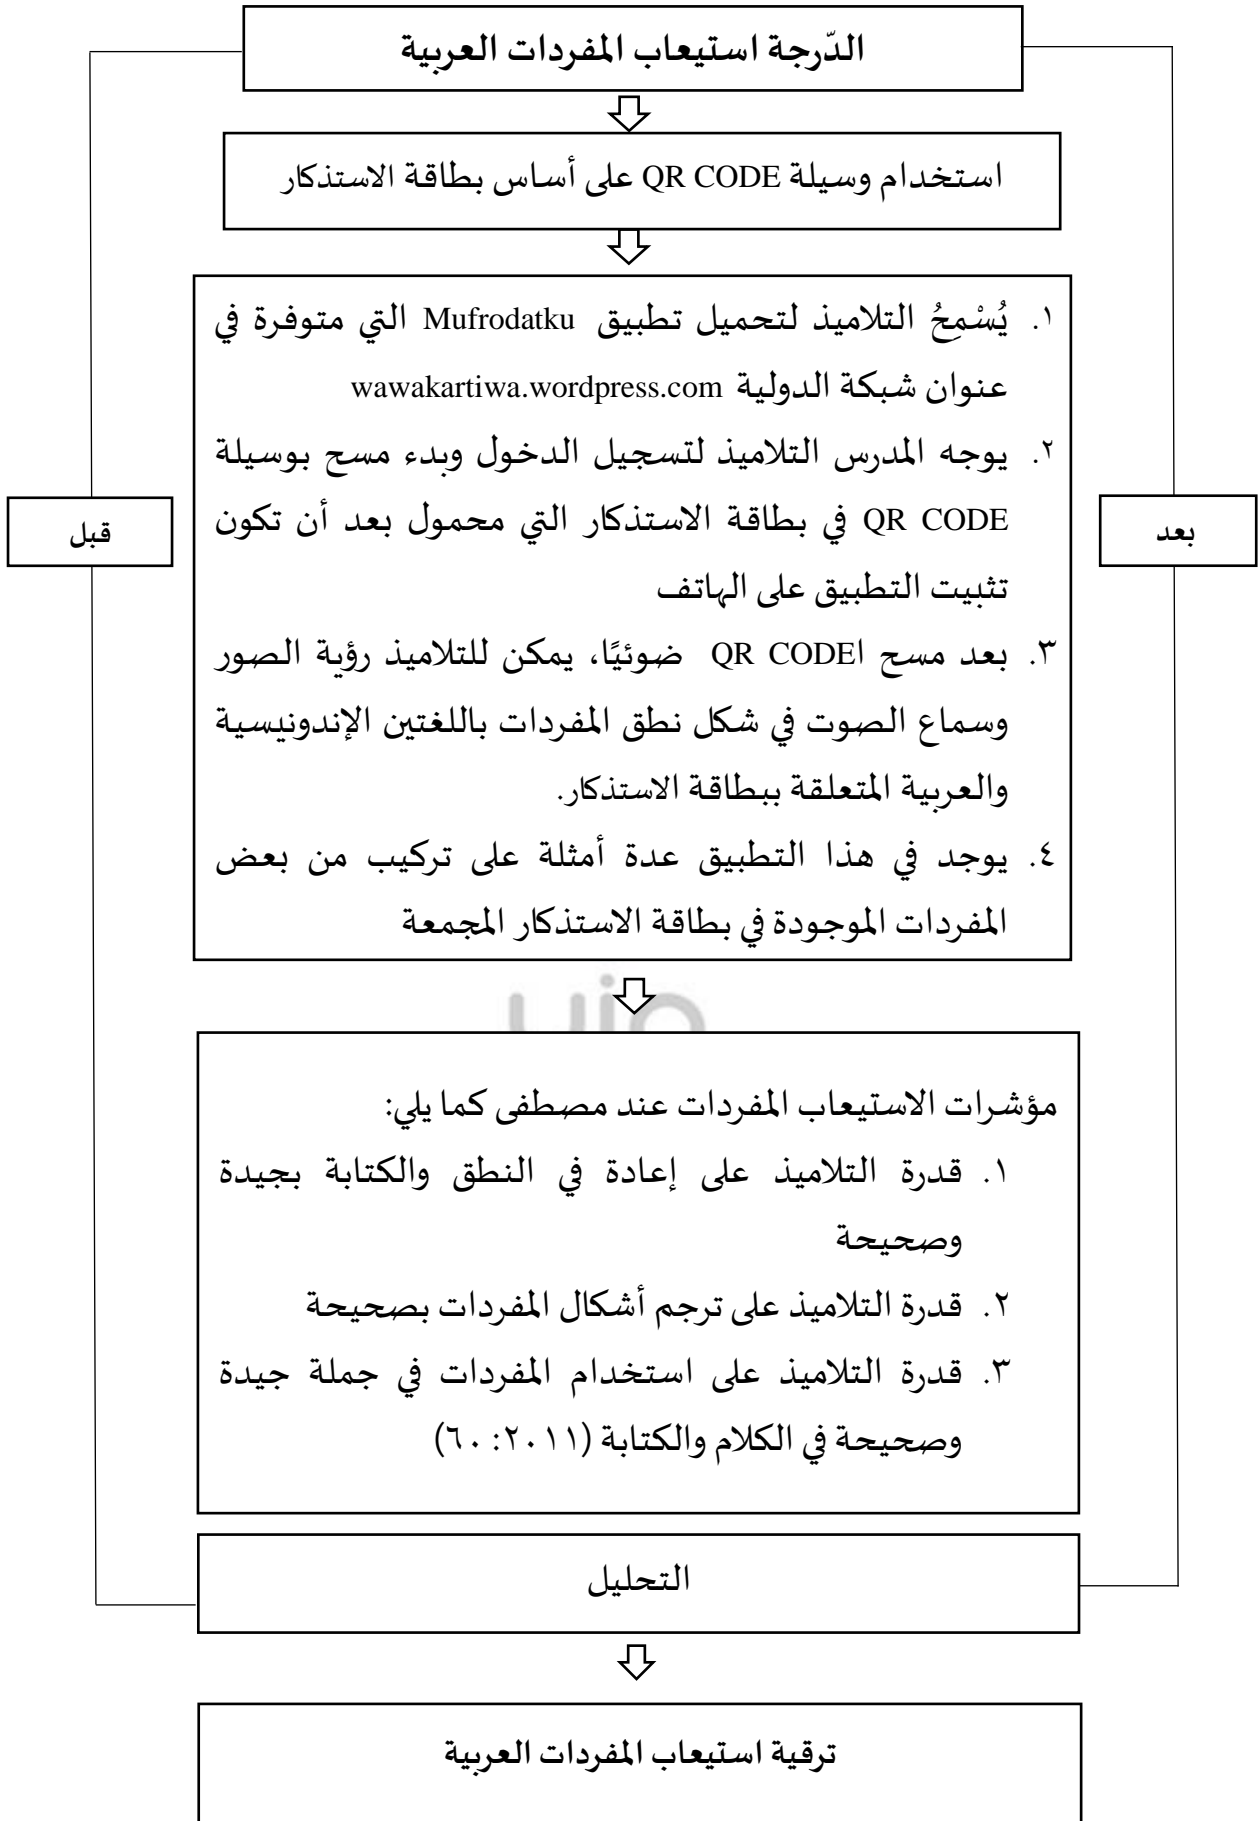 الدّرجة استيعاب المفردات العربية
استخدام وسيلة QR CODE على أساس بطاقة الاستذكار
١. يُسْمِحُ التلاميذ لتحميل تطبيق Mufrodatku التي متوفرة في
عنوان شبكة الدولية wawakartiwa.wordpress.com
٢. يوجه المدرس التلاميذ لتسجيل الدخول وبدء مسح بوسيلة
QR CODE في بطاقة الاستذكار التي محمول بعد أن تكون
تثبيت التطبيق على الهاتف
٣. بعد مسح اQR CODE ضوئيًا، يمكن للتلاميذ رؤية الصور
وسماع الصوت في شكل نطق المفردات باللغتين الإندونيسية
والعربية المتعلقة ببطاقة الاستذكار.
٤. يوجد في هذا التطبيق عدة أمثلة على تركيب من بعض
المفردات الموجودة في بطاقة الاستذكار المجمعة
بعد
قبل
مؤشرات الاستيعاب المفردات عند مصطفى كما يلي:
١. قدرة التلاميذ على إعادة في النطق والكتابة بجيدة
وصحيحة
٢. قدرة التلاميذ على ترجم أشكال المفردات بصحيحة
٣. قدرة التلاميذ على استخدام المفردات في جملة جيدة
وصحيحة في الكلام والكتابة (٢٠١١: ٦٠)
التحليل
ترقية استيعاب المفردات العربية